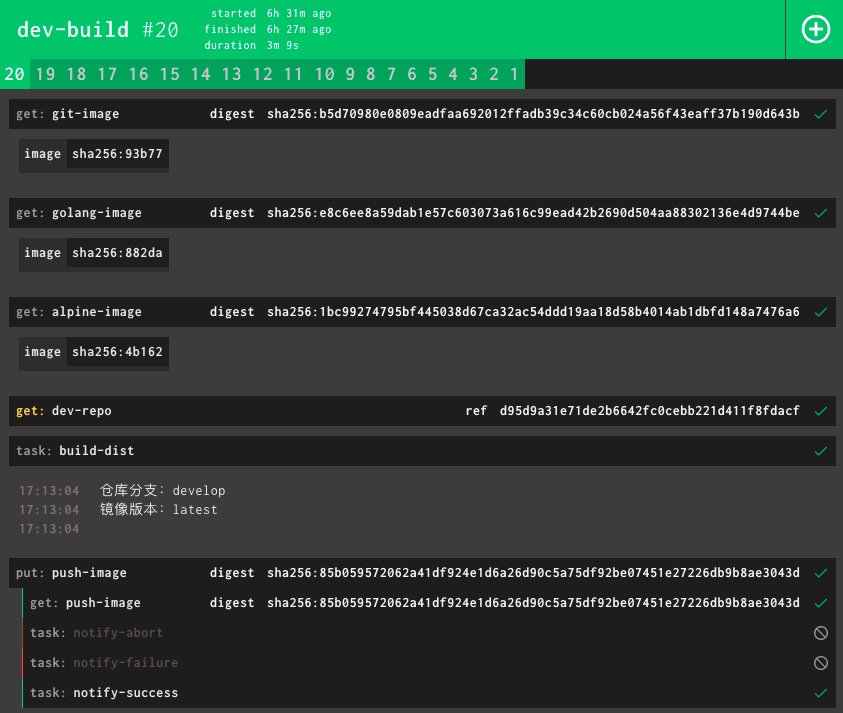 dev-build #20
started 6h 31m ago
finished 6h 27m ago
duration 3m 9s
20 19 18 17 16 15 14 13 12 11 10 9 8 7 6 5 4 3 2 1
get: git-image digest sha256:b5d70980e0809eadfaa692012ffadb39c34c60cb024a56f43eaff37b190d643b
image sha256:93b77
get: golang-image digest sha256:e8c6ee8a59dab1e57c603073a616c99ead42b2690d504aa88302136e4d9744be
image sha256:882da
get: alpine-image digest sha256:1bc99274795bf445038d67ca32ac54ddd19aa18d58b4014ab1dbfd148a7476a6
image sha256:4b162
get: dev-repo ref d95d9a31e71de2b6642fc0cebb221d411f8fdacf
task: build-dist
17:13:04 仓库分支: develop
17:13:04 镜像版本: latest
17:13:04
put: push-image digest sha256:85b059572062a41df924e1d6a26d90c5a75df92be07451e27226db9b8ae3043d
get: push-image digest sha256:85b059572062a41df924e1d6a26d90c5a75df92be07451e27226db9b8ae3043d
task: notify-abort
task: notify-failure
task: notify-success